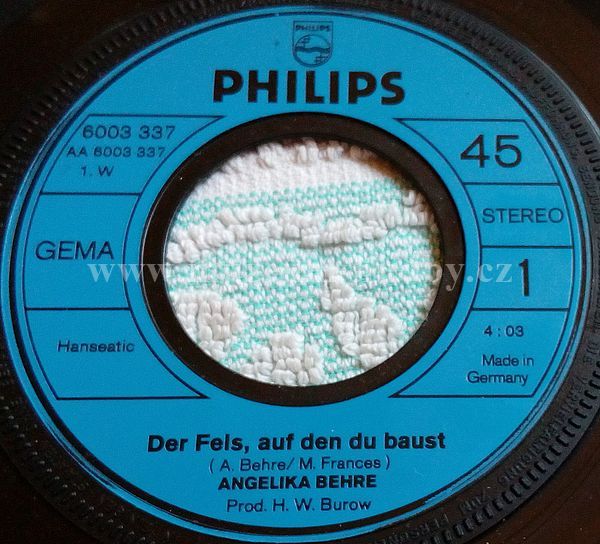 PHILIPS
PHILIPS
6003 337
AA 6003 337
1. W
GEMA
Hanseatic
45
STEREO
1
4:03
Made in
Germany
Der Fels, auf den du baust
( A. Behre/ M. Frances )
ANGELIKA BEHRE
Prod. H. W. Burow